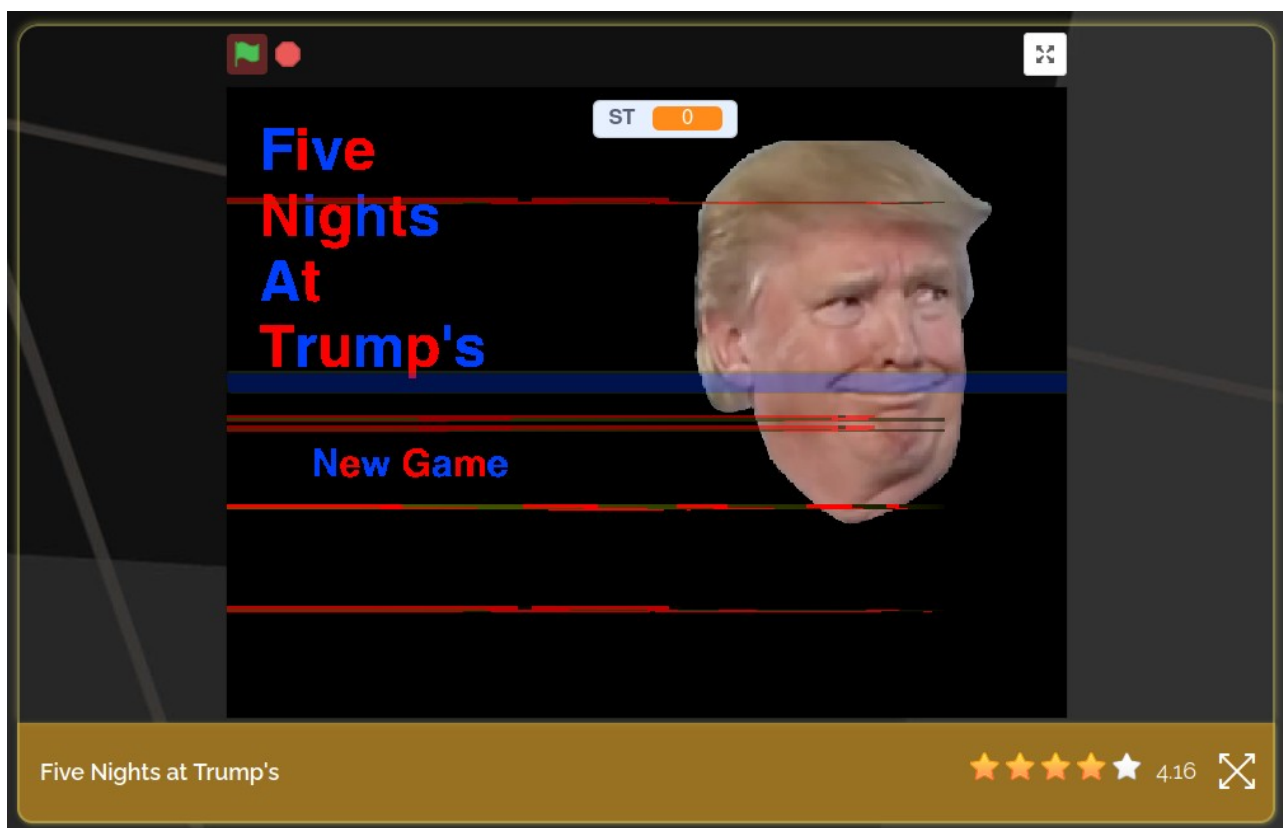 ST 0
Five
Nights
At
Trump's
New Game
Five Nights at Trump's
4.16